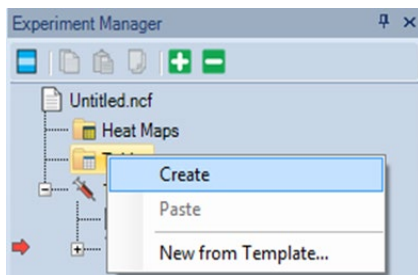 Experiment Manager
Untitled.ncf
Heat Maps
Create
Paste
New from Template...